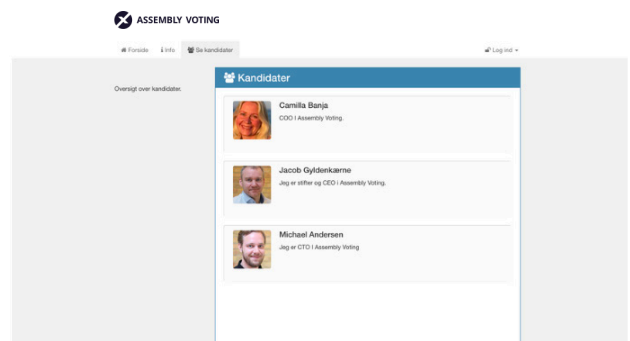 ASSEMBLY VOTING
Forside Info Se kandidater Log ind
Oversigt over kandidater.
Kandidater
Camilla Banja
COO i Assembly Voting.
Jacob Gyldenkærne
Jeg er stifter og CEO i Assembly Voting.
Michael Andersen
Jeg er CTO i Assembly Voting